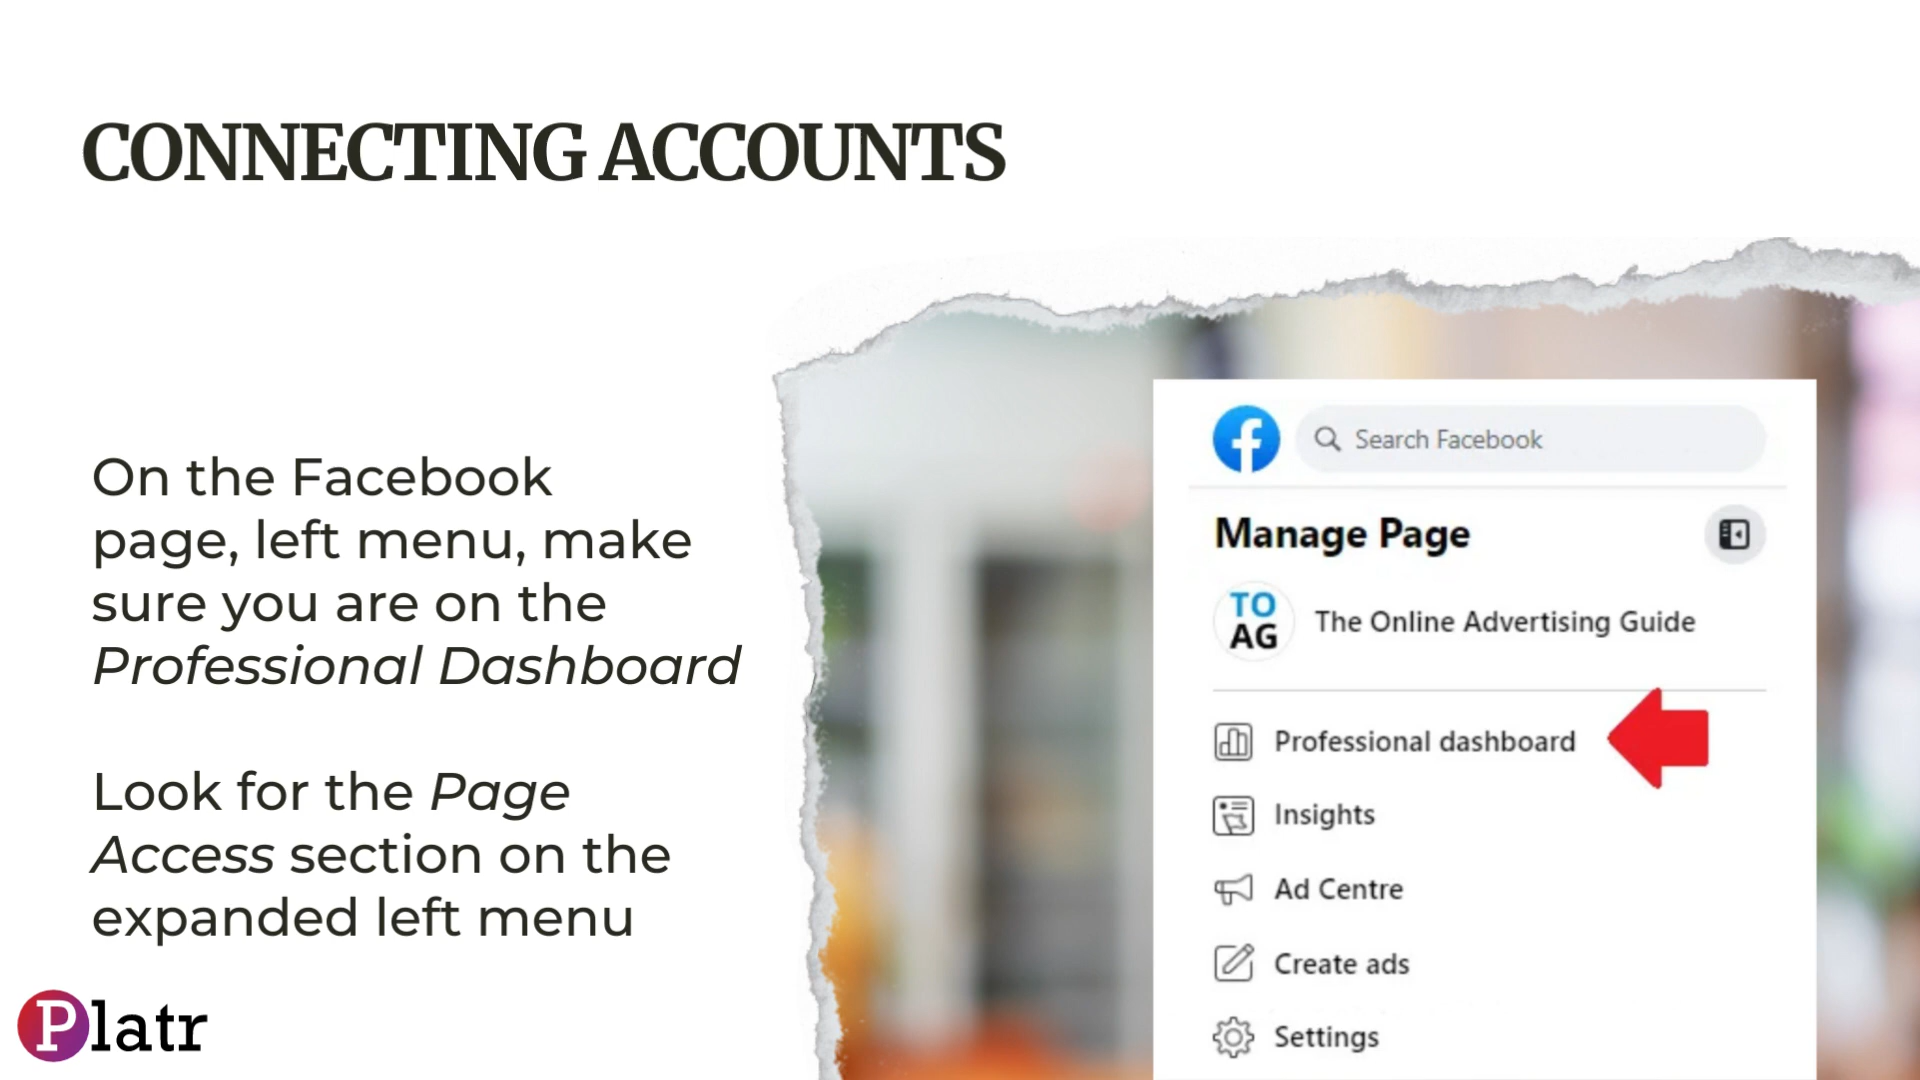 CONNECTING ACCOUNTS
On the Facebook
page, left menu, make
sure you are on the
Professional Dashboard
Look for the Page
Access section on the
expanded left menu
Platr
Search Facebook
Manage Page
TO
AG
The Online Advertising Guide
Professional dashboard
Insights
Ad Centre
Create ads
Settings